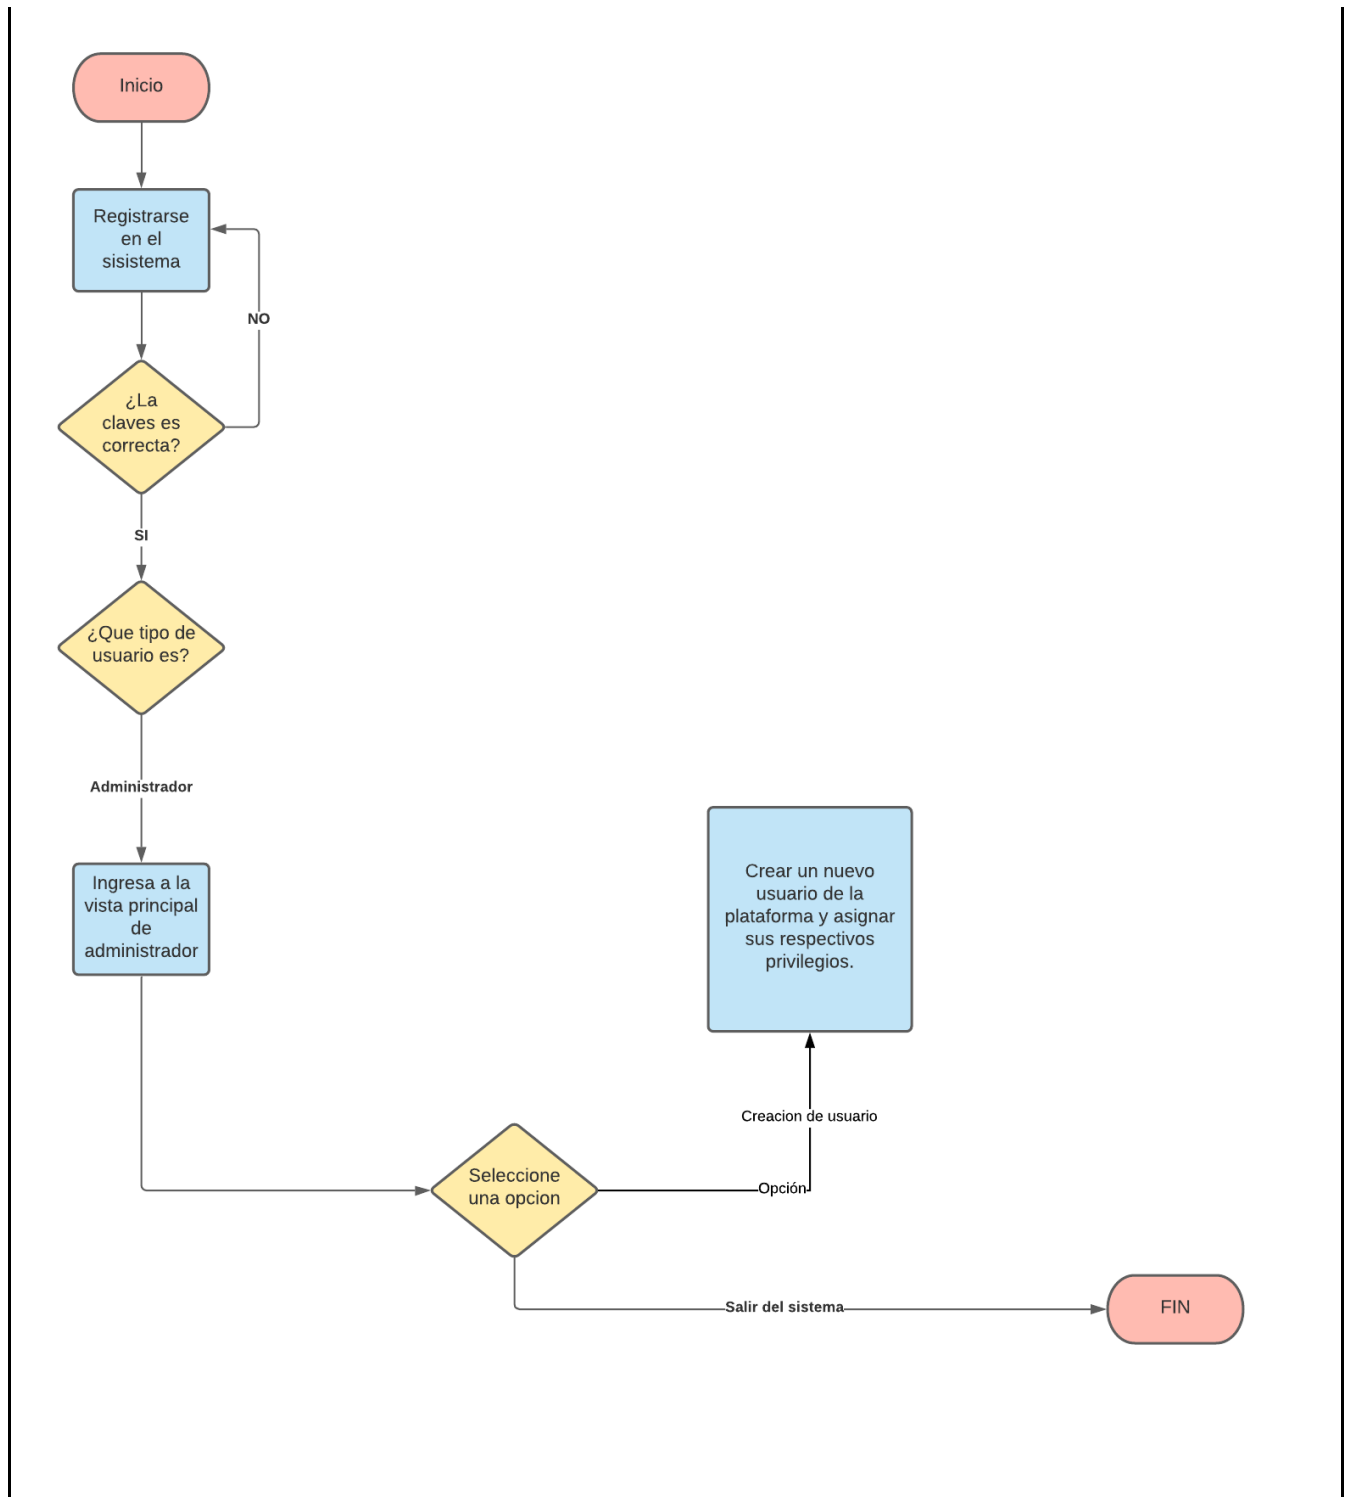 Inicio
Registrarse
en el
sisistema
NO
¿La
claves es
correcta?
SI
¿Que tipo de
usuario es?
Administrador
Ingresa a la
vista principal
de
administrador
Crear un nuevo
usuario de la
plataforma y asignar
sus respectivos
privilegios.
Creacion de usuario
Seleccione
una opcion
Opción
Salir del sistema
FIN